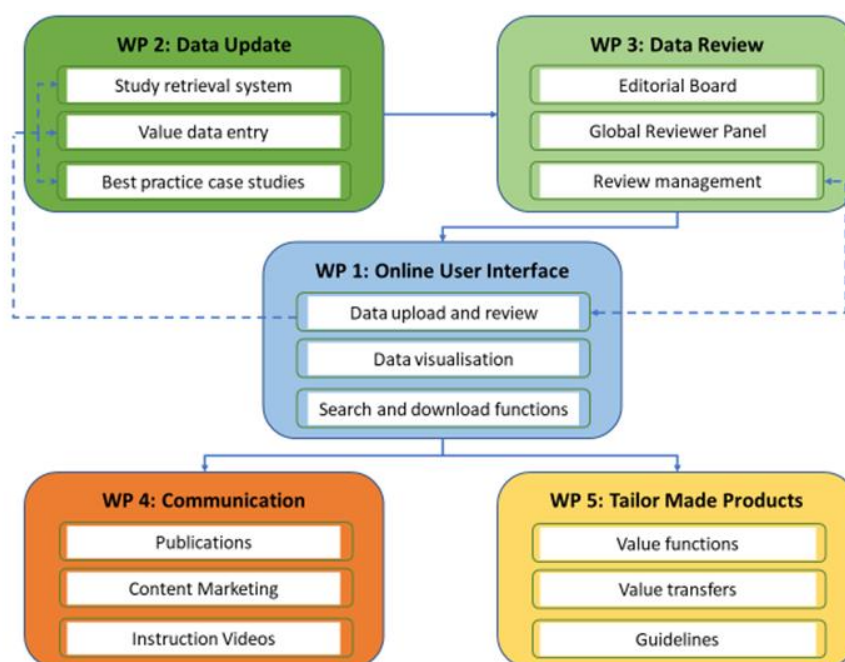 WP 2: Data Update
Study retrieval system
Value data entry
Best practice case studies
WP 3: Data Review
Editorial Board
Global Reviewer Panel
Review management
WP 1: Online User Interface
Data upload and review
Data visualisation
Search and download functions
WP 4: Communication
Publications
Content Marketing
Instruction Videos
WP 5: Tailor Made Products
Value functions
Value transfers
Guidelines